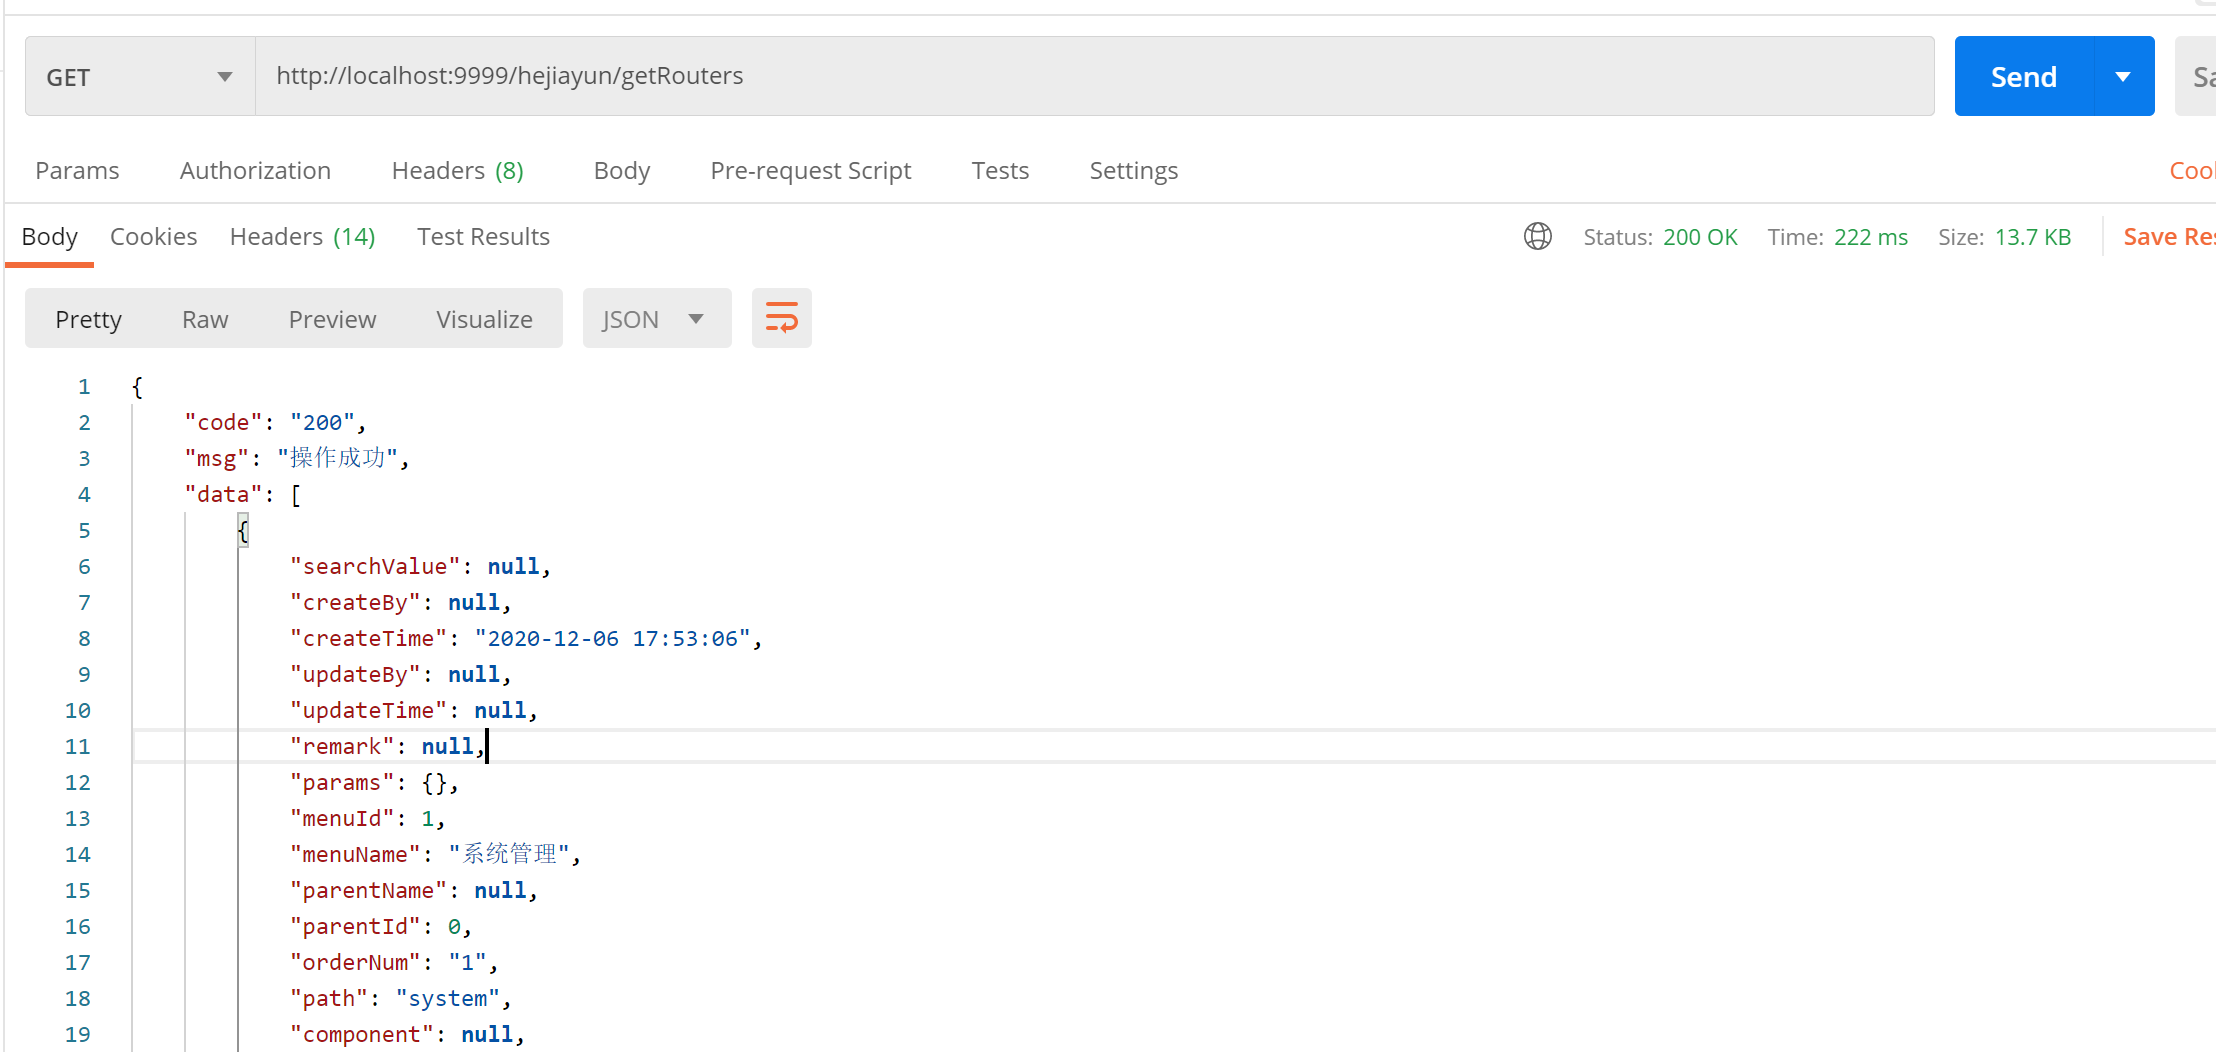 GET http://localhost:9999/hejiayun/getRouters Send Sa
Params Authorization Headers (8) Body Pre-request Script Tests Settings Cool
Body Cookies Headers (14) Test Results Status: 200 OK Time: 222 ms Size: 13.7 KB Save Res
Pretty Raw Preview Visualize JSON
1 {
2 "code": "200",
3 "msg": "操作成功",
4 "data": [
5 {
6 "searchValue": null,
7 "createBy": null,
8 "createTime": "2020-12-06 17:53:06",
9 "updateBy": null,
10 "updateTime": null,
11 "remark": null,
12 "params": {},
13 "menuId": 1,
14 "menuName": "系统管理",
15 "parentName": null,
16 "parentId": 0,
17 "orderNum": "1",
18 "path": "system",
19 "component": null,